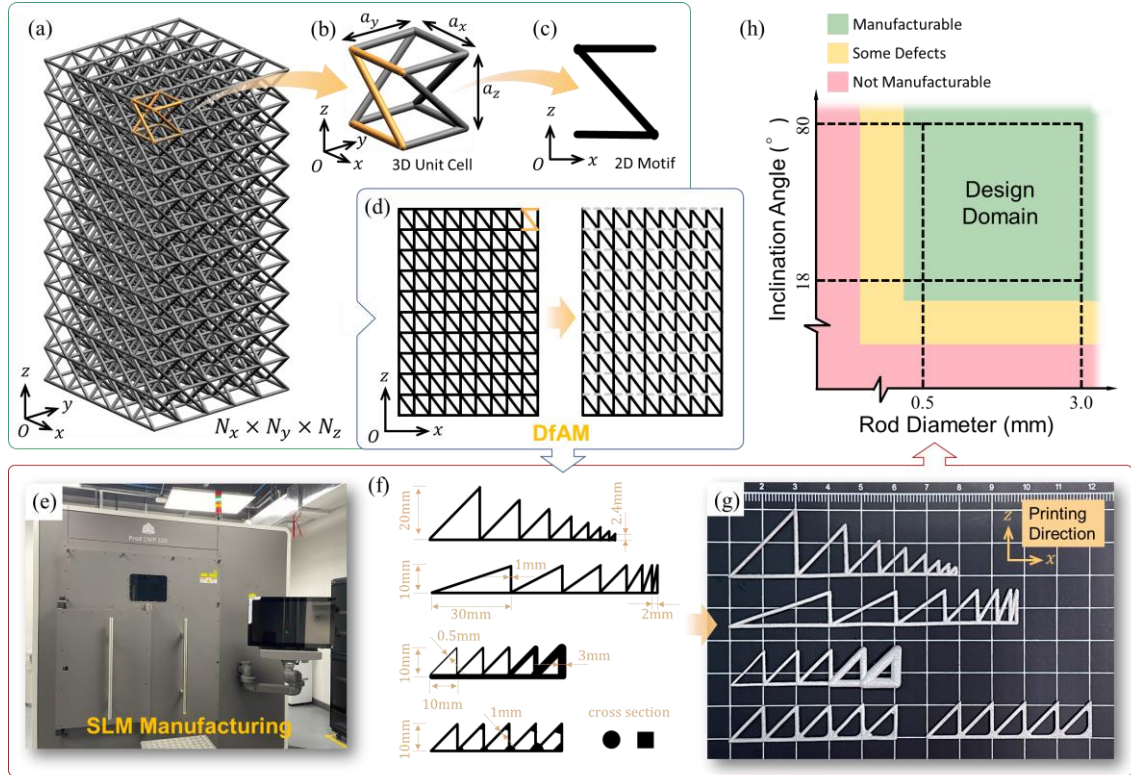 (a)
z
y
O
x
N_x × N_y × N_z
(b)
a_y
a_x
a_z
z
y
O
x
3D Unit Cell
(c)
z
O
x
2D Motif
(d)
z
O
x
DfAM
(e)
ProX DMP 320
SLM Manufacturing
(f)
20mm
2.4mm
10mm
1mm
30mm
2mm
10mm
0.5mm
3mm
10mm
10mm
1mm
cross section
(g)
2 3 4 5 6 7 8 9 10 11 12
z
x
Printing
Direction
(h)
Manufacturable
Some Defects
Not Manufacturable
Inclination Angle (°)
80
18
Design
Domain
0.5
3.0
Rod Diameter (mm)